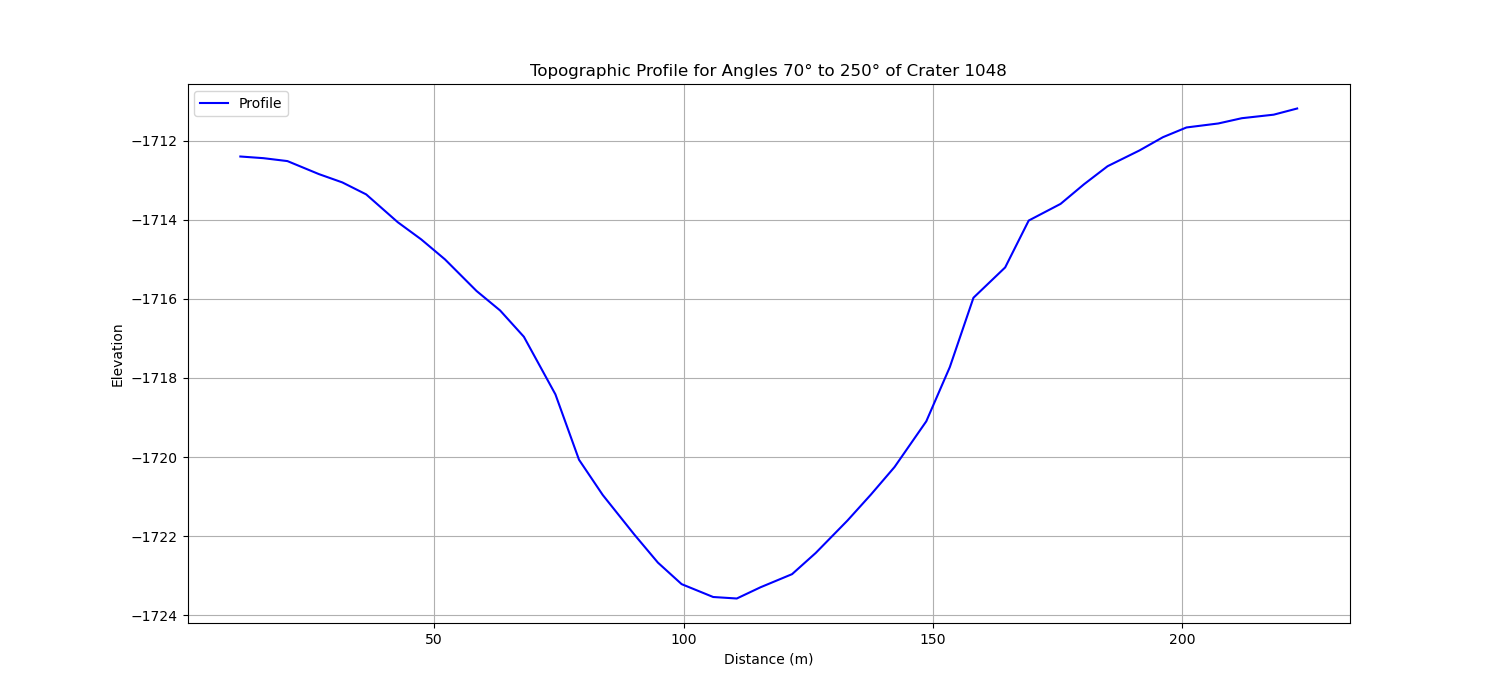 Topographic Profile for Angles 70° to 250° of Crater 1048
Profile
−1712
−1714
−1716
−1718
−1720
−1722
−1724
Elevation
50 100 150 200
Distance (m)